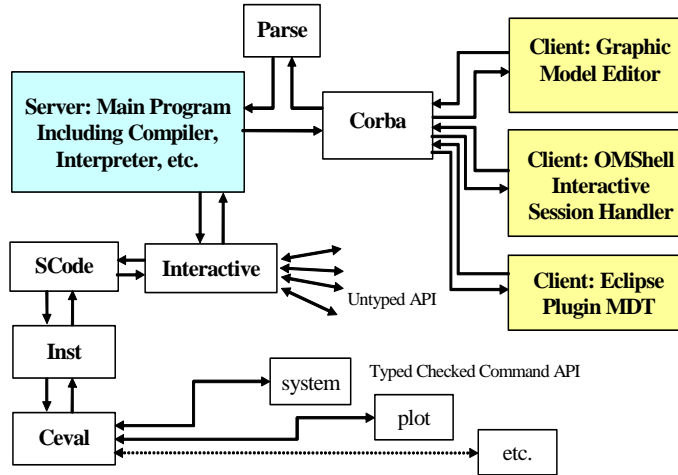 Parse
Client: Graphic
Model Editor
Server: Main Program
Including Compiler,
Interpreter, etc.
Corba
Client: OMShell
Interactive
Session Handler
SCode
Interactive
Untyped API
Client: Eclipse
Plugin MDT
Inst
system
Typed Checked Command API
plot
Ceval
etc.